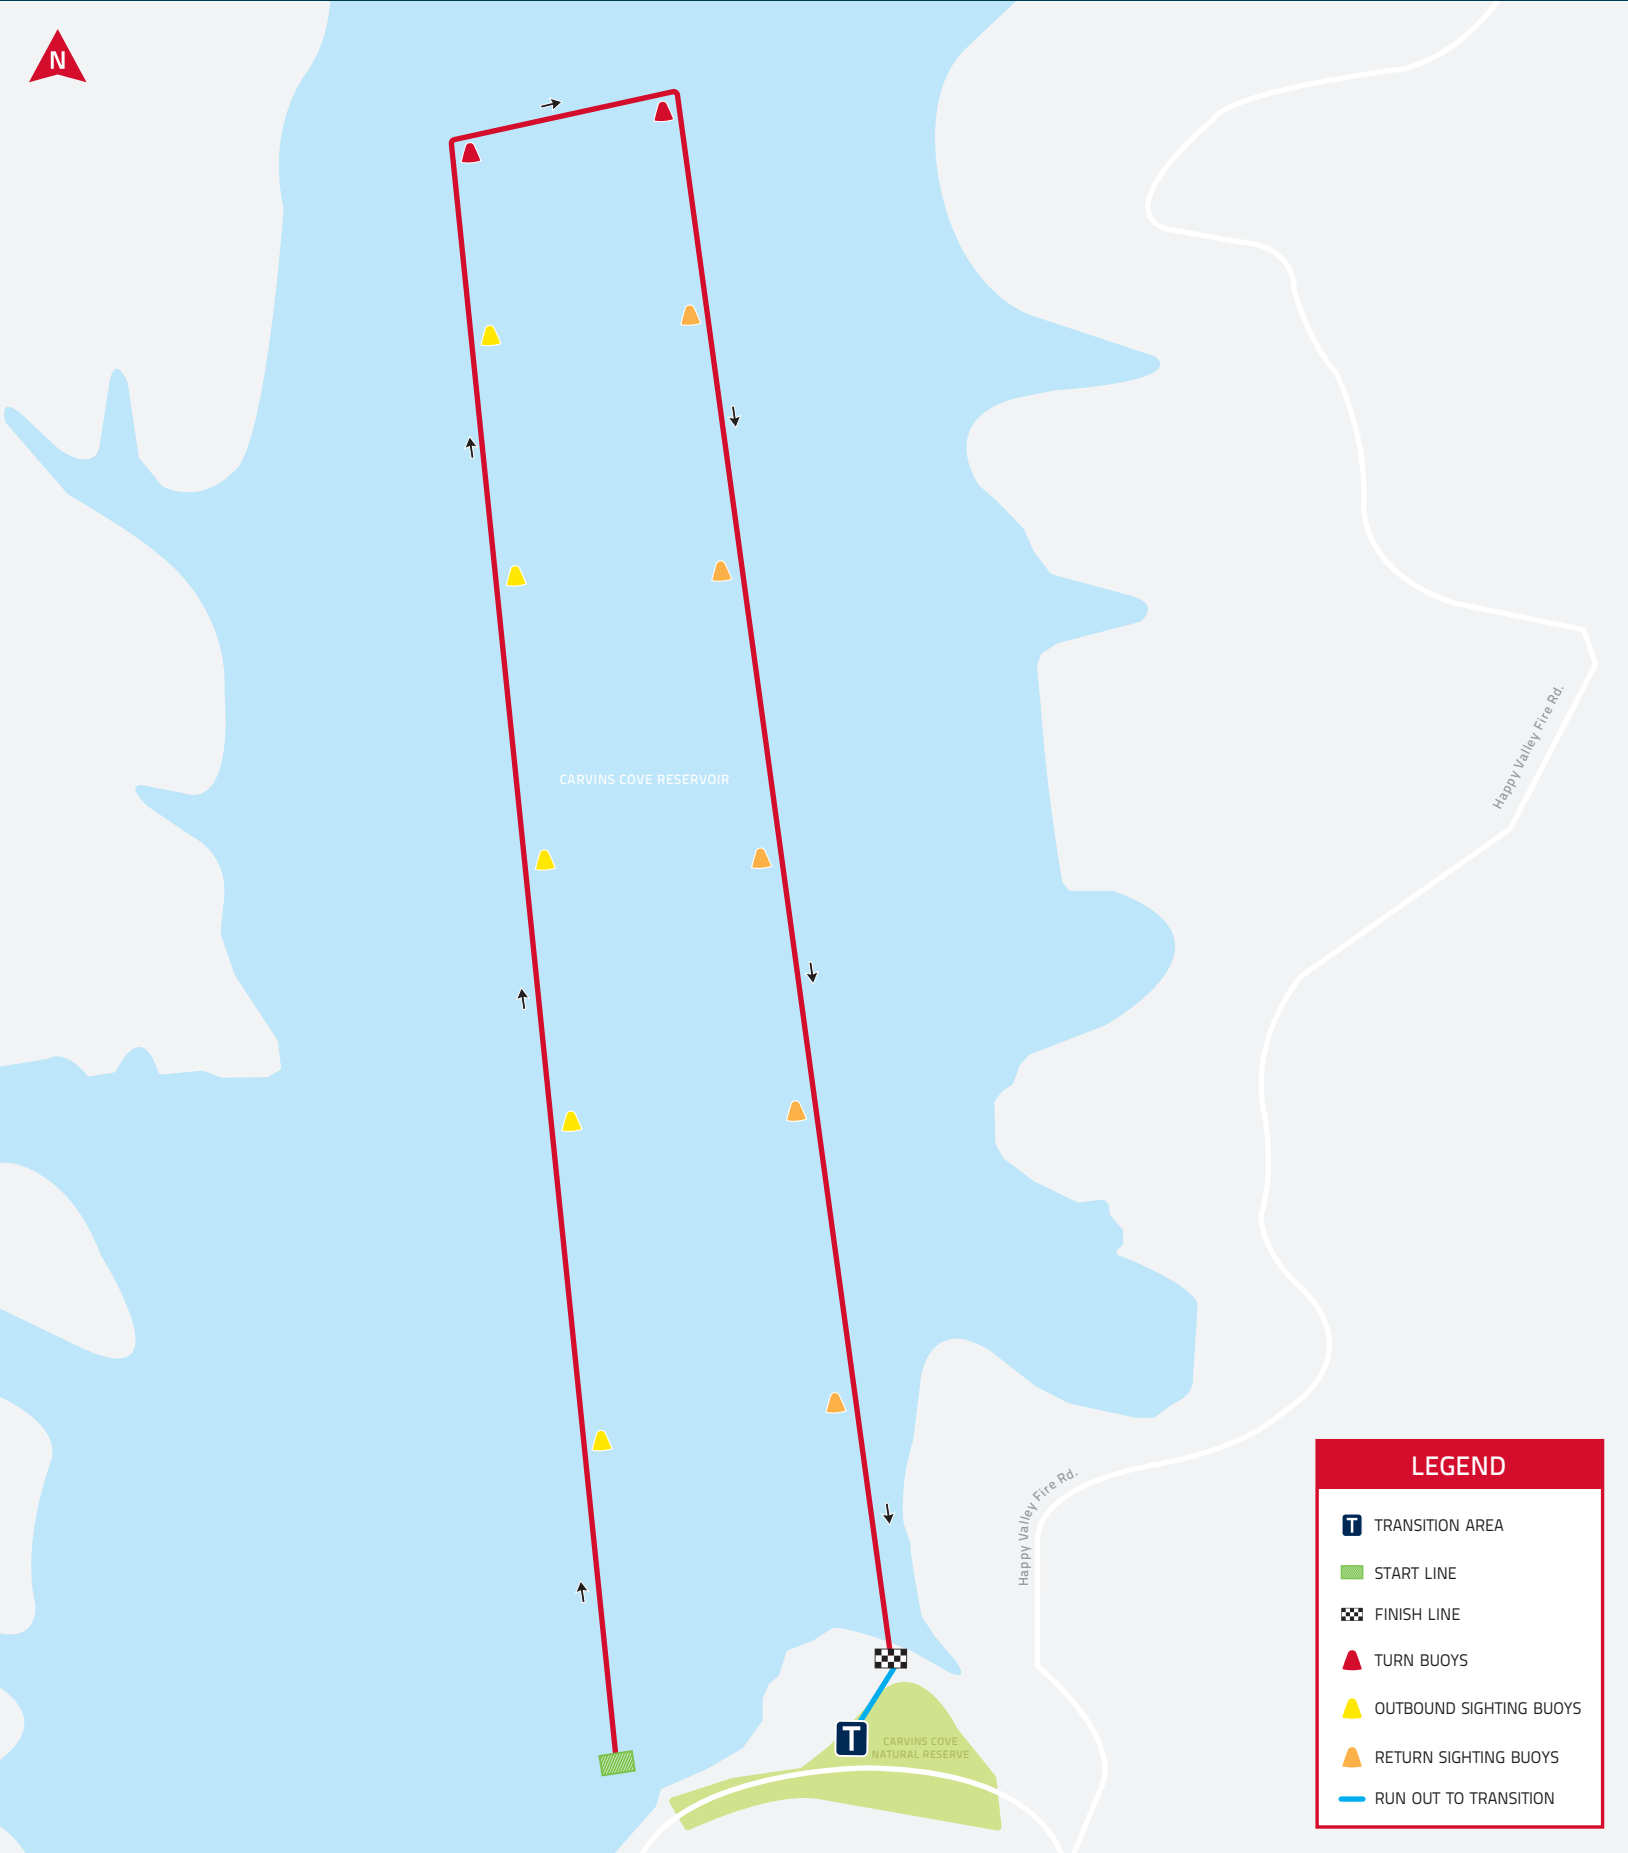 N
CARVINS COVE RESERVOIR
Happy Valley Fire Rd.
Happy Valley Fire Rd.
T
CARVINS COVE
NATURAL RESERVE
LEGEND
T TRANSITION AREA
START LINE
FINISH LINE
TURN BUOYS
OUTBOUND SIGHTING BUOYS
RETURN SIGHTING BUOYS
RUN OUT TO TRANSITION